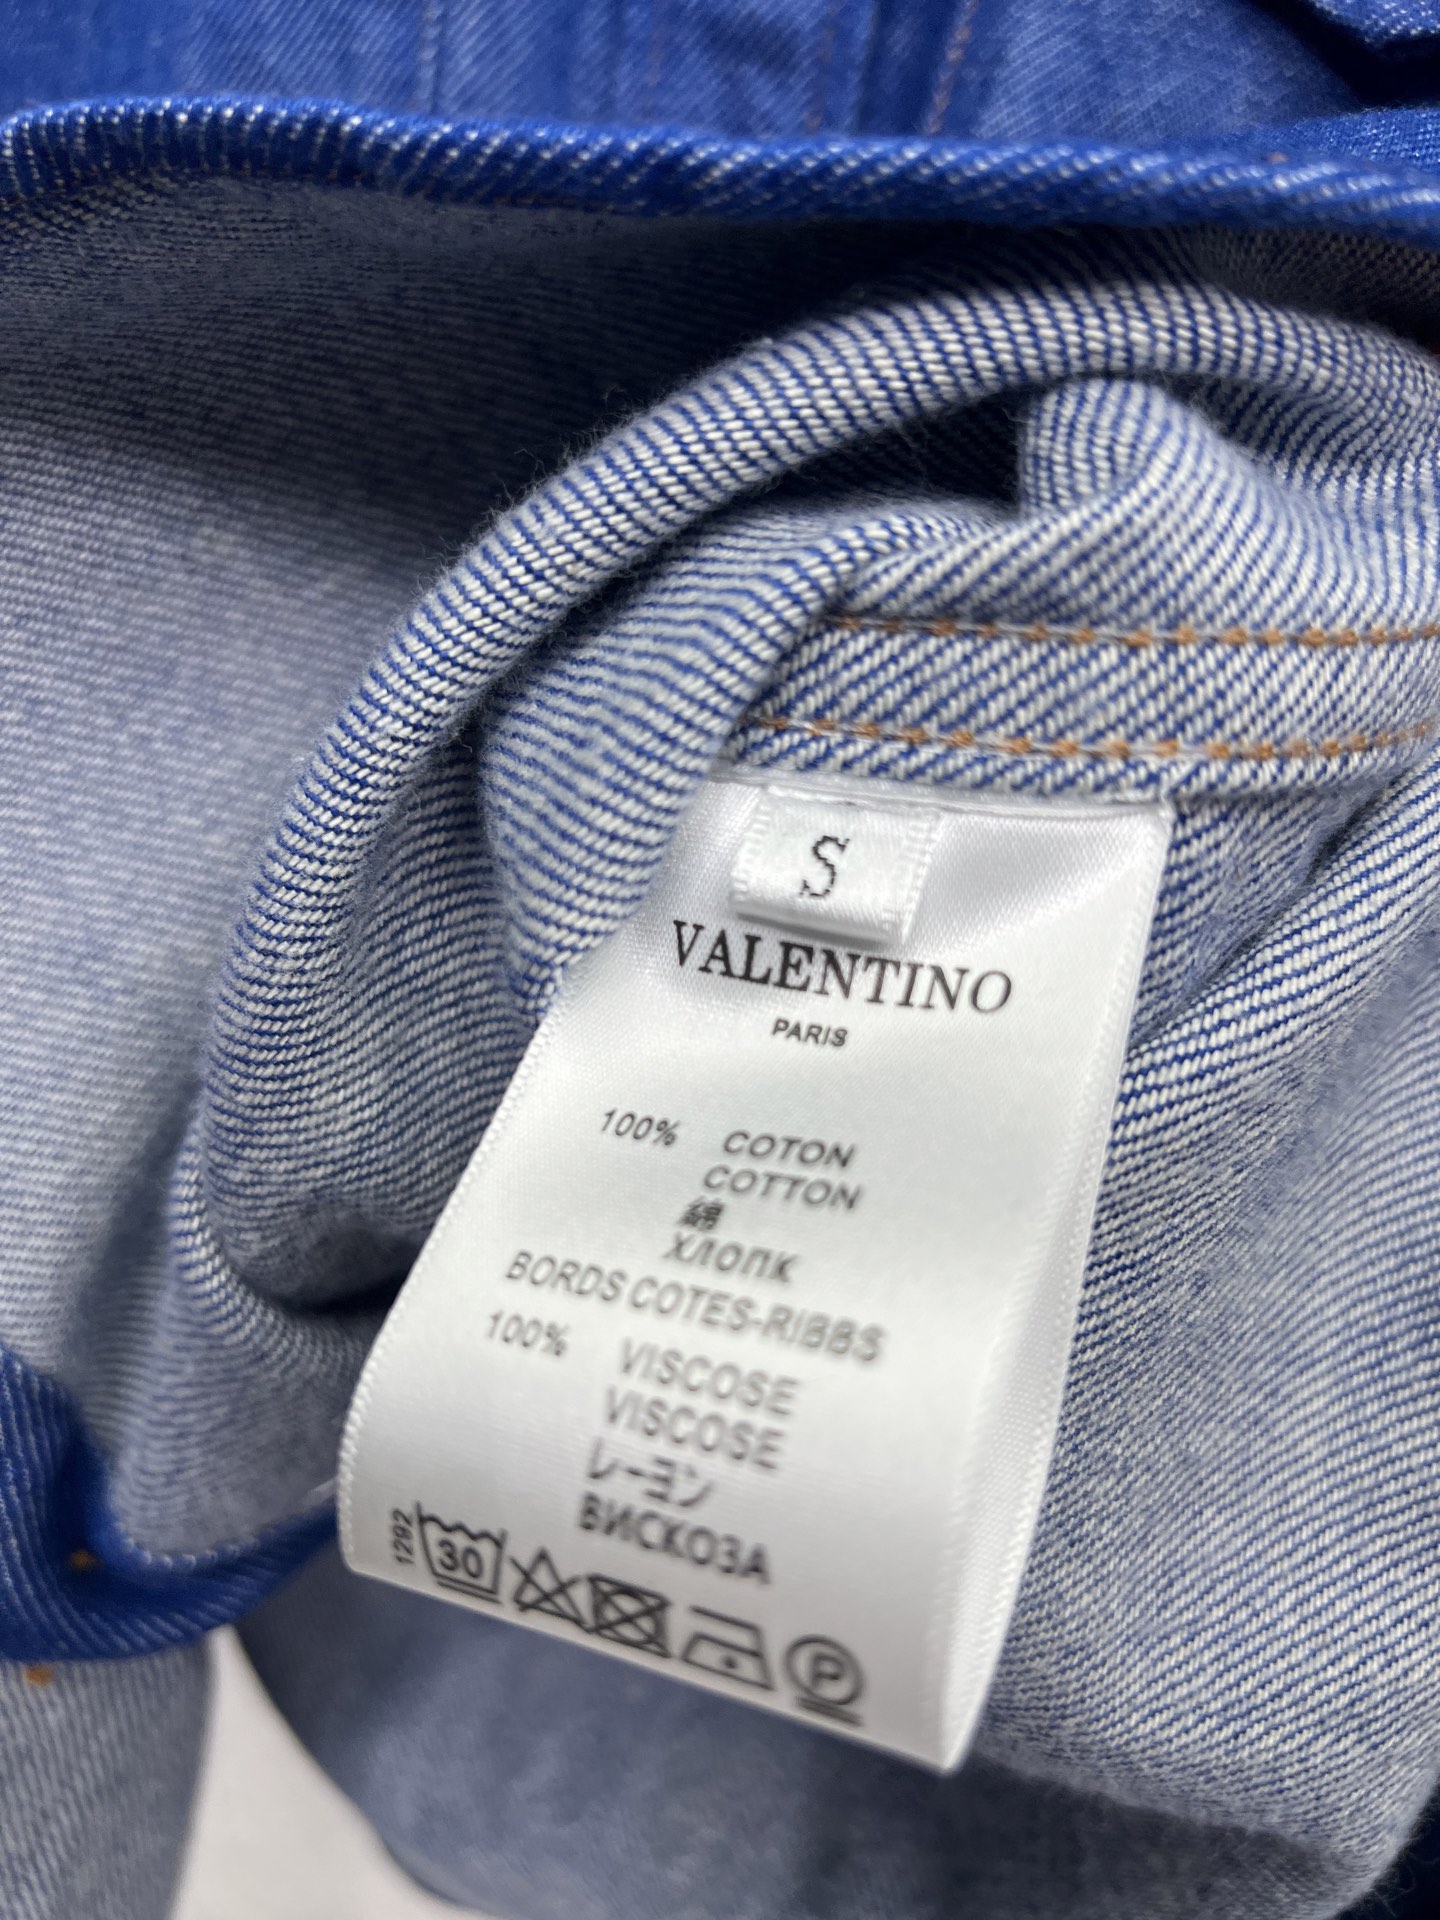 S
VALENTINO
PARIS
100% COTON
COTTON
綿
ХЛОПК
BORDS COTES-RIBBS
100% VISCOSE
VISCOSE
レーヨン
ВИСКОЗА
1292
30
P